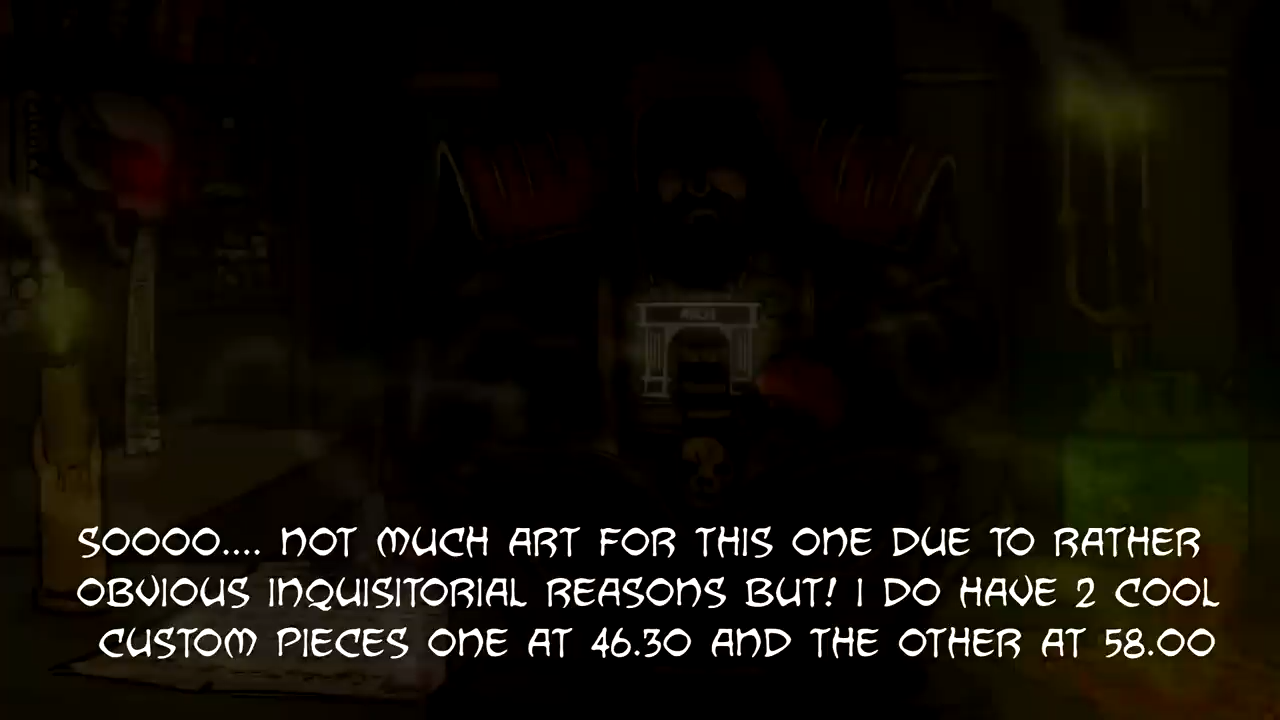 SOOOO.... NOT MUCH ART FOR THIS ONE DUE TO RATHER
OBVIOUS INQUISITORIAL REASONS BUT! I DO HAVE 2 COOL
CUSTOM PIECES ONE AT 46.30 AND THE OTHER AT 58.00